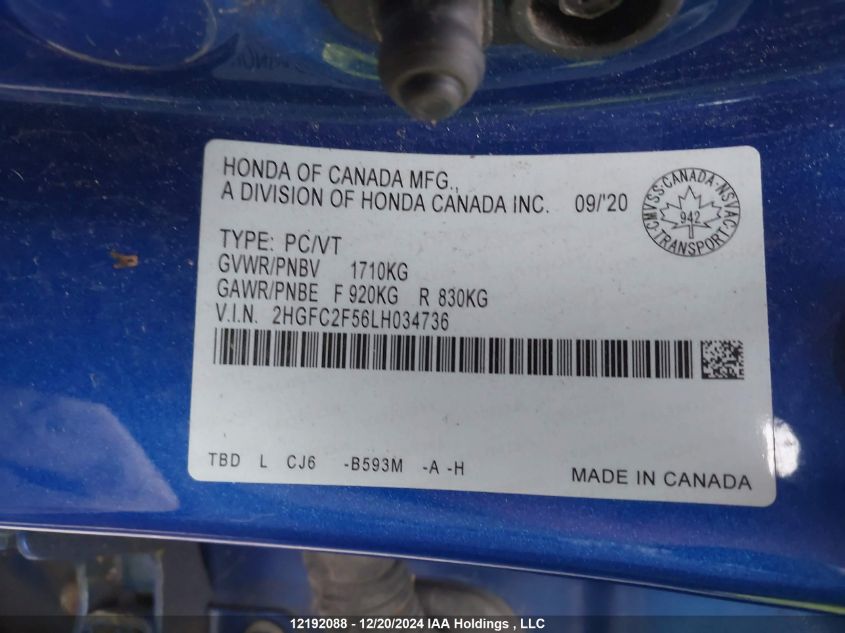 HONDA OF CANADA MFG.,
A DIVISION OF HONDA CANADA INC. 09/'20
CMVSS · CANADA · NSVAC · TRANSPORT
942
TYPE: PC/VT
GVWR/PNBV 1710KG
GAWR/PNBE F 920KG R 830KG
V.I.N. 2HGFC2F56LH034736
TBD L CJ6 -B593M -A -H
MADE IN CANADA
12192088 - 12/20/2024 IAA Holdings , LLC